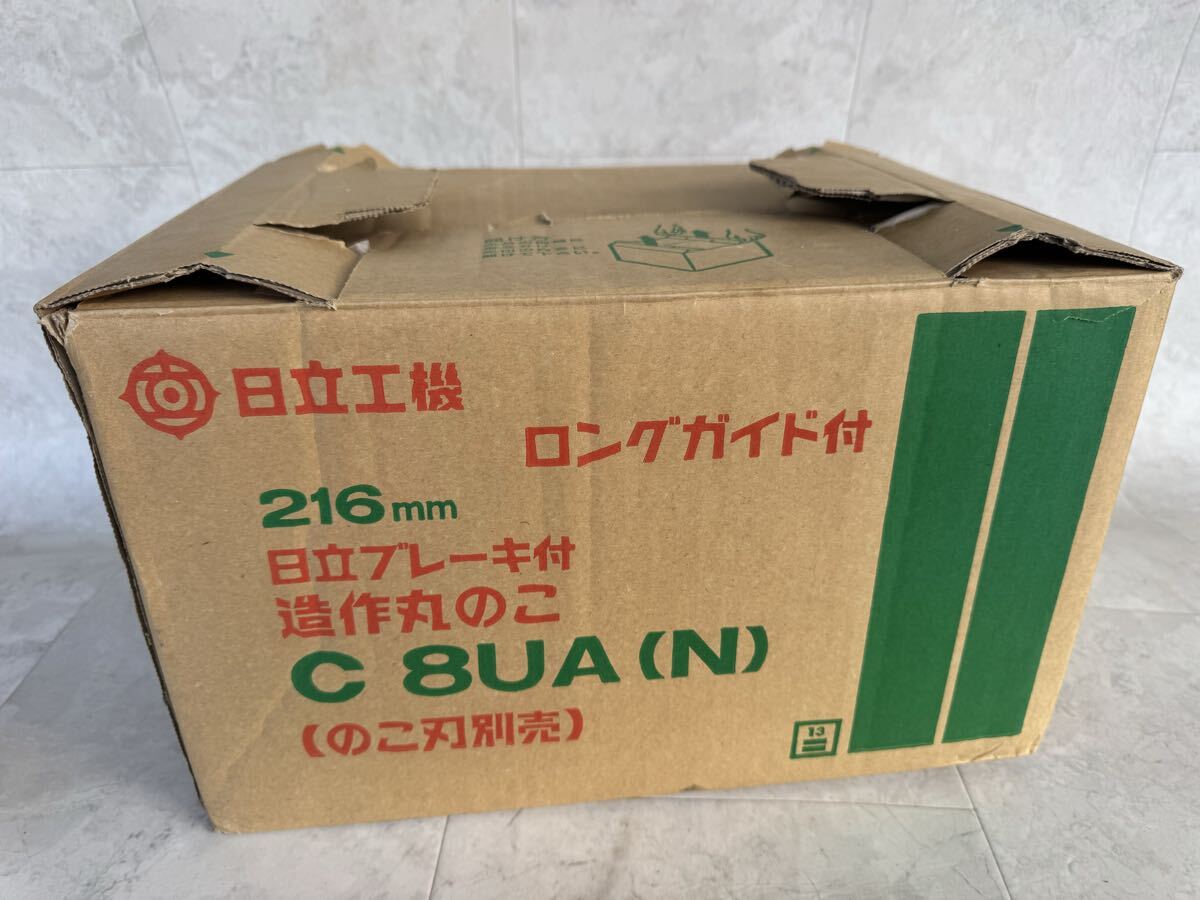 日立工機
ロングガイド付
216mm
日立ブレーキ付
造作丸のこ
C 8UA(N)
(のこ刃別売)
13